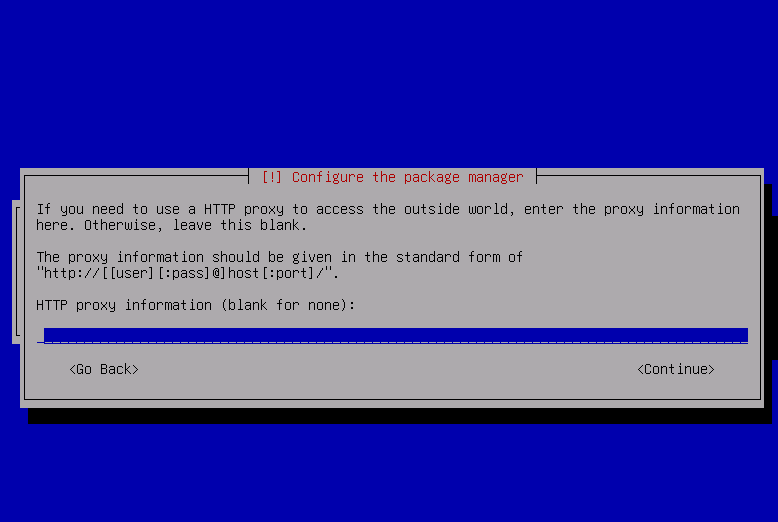 [!] Configure the package manager
If you need to use a HTTP proxy to access the outside world, enter the proxy information
here. Otherwise, leave this blank.
The proxy information should be given in the standard form of
"http://[[user][:pass]@]host[:port]/".
HTTP proxy information (blank for none):
<Go Back> <Continue>